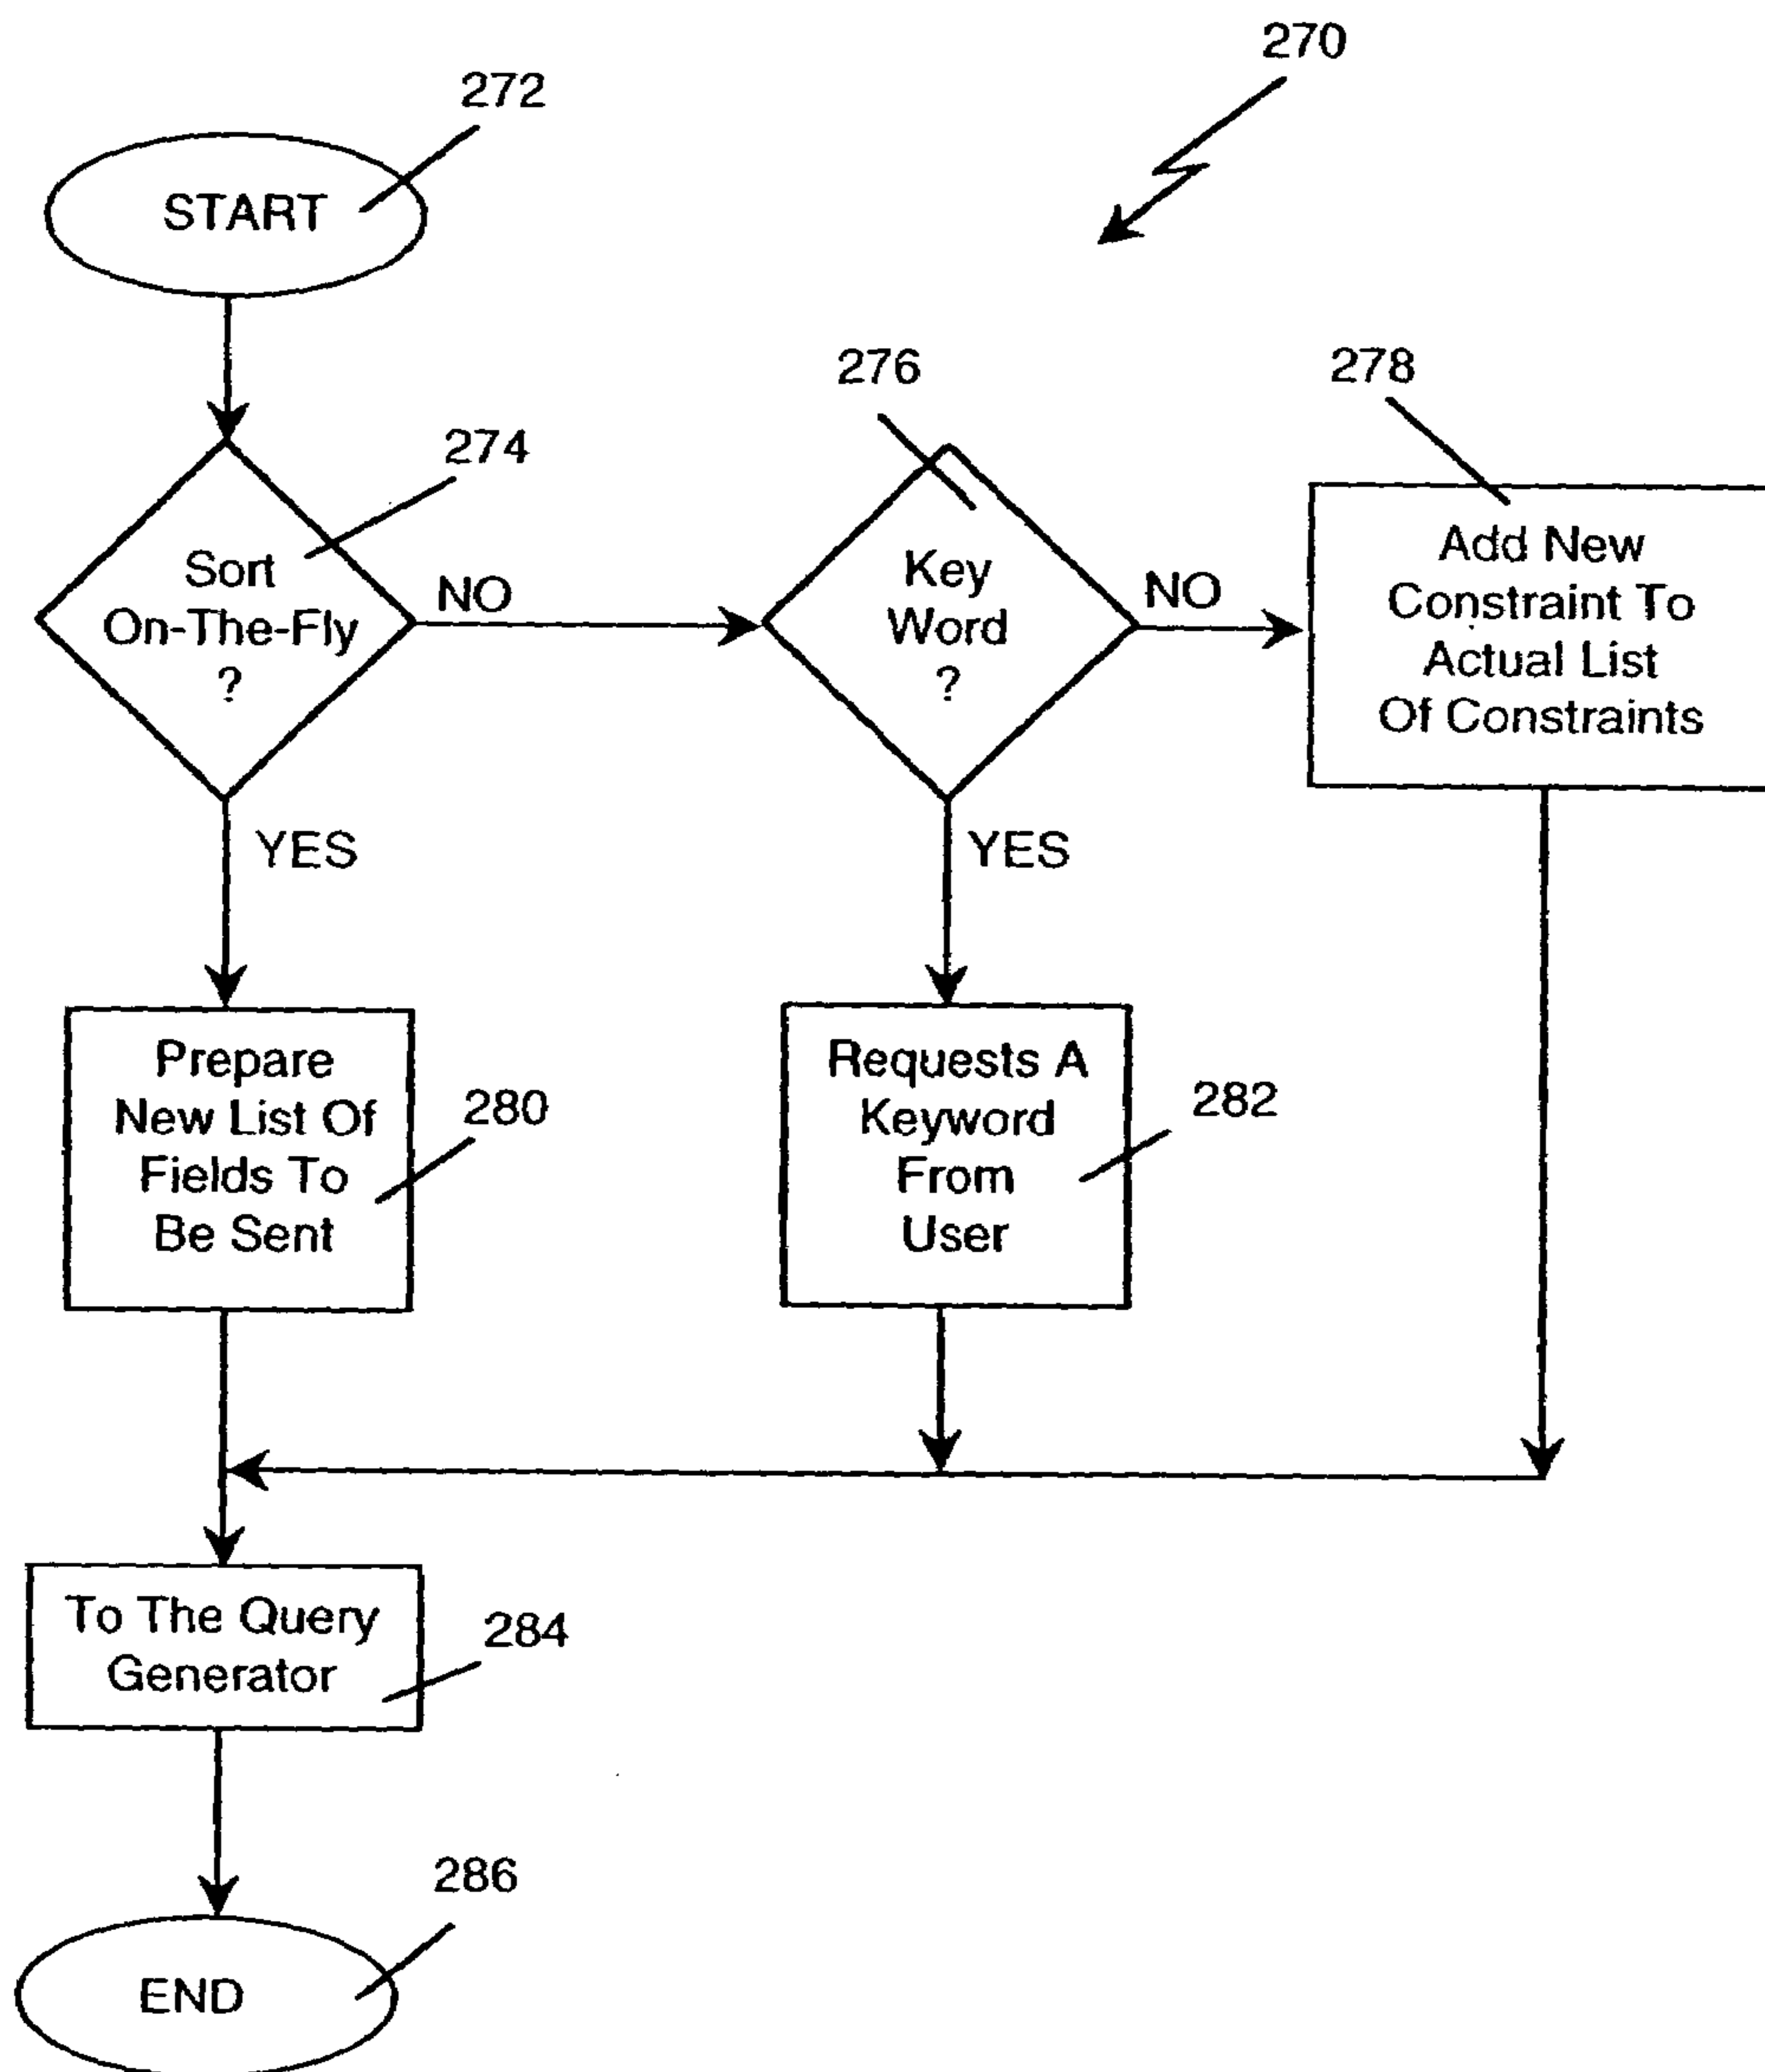 270
272
START
276
278
274
Sort
On-The-Fly
?
NO
Key
Word
?
NO
Add New
Constraint To
Actual List
Of Constraints
YES
YES
Prepare
New List Of
Fields To
Be Sent
280
Requests A
Keyword
From
User
282
To The Query
Generator
284
286
END